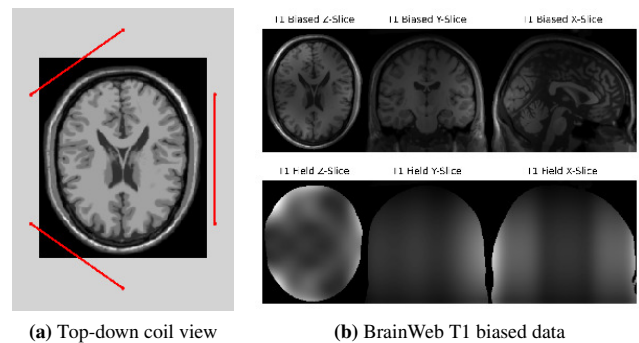 T1 Biased Z-Slice T1 Biased Y-Slice T1 Biased X-Slice
T1 Field Z-Slice T1 Field Y-Slice T1 Field X-Slice
(a) Top-down coil view (b) BrainWeb T1 biased data